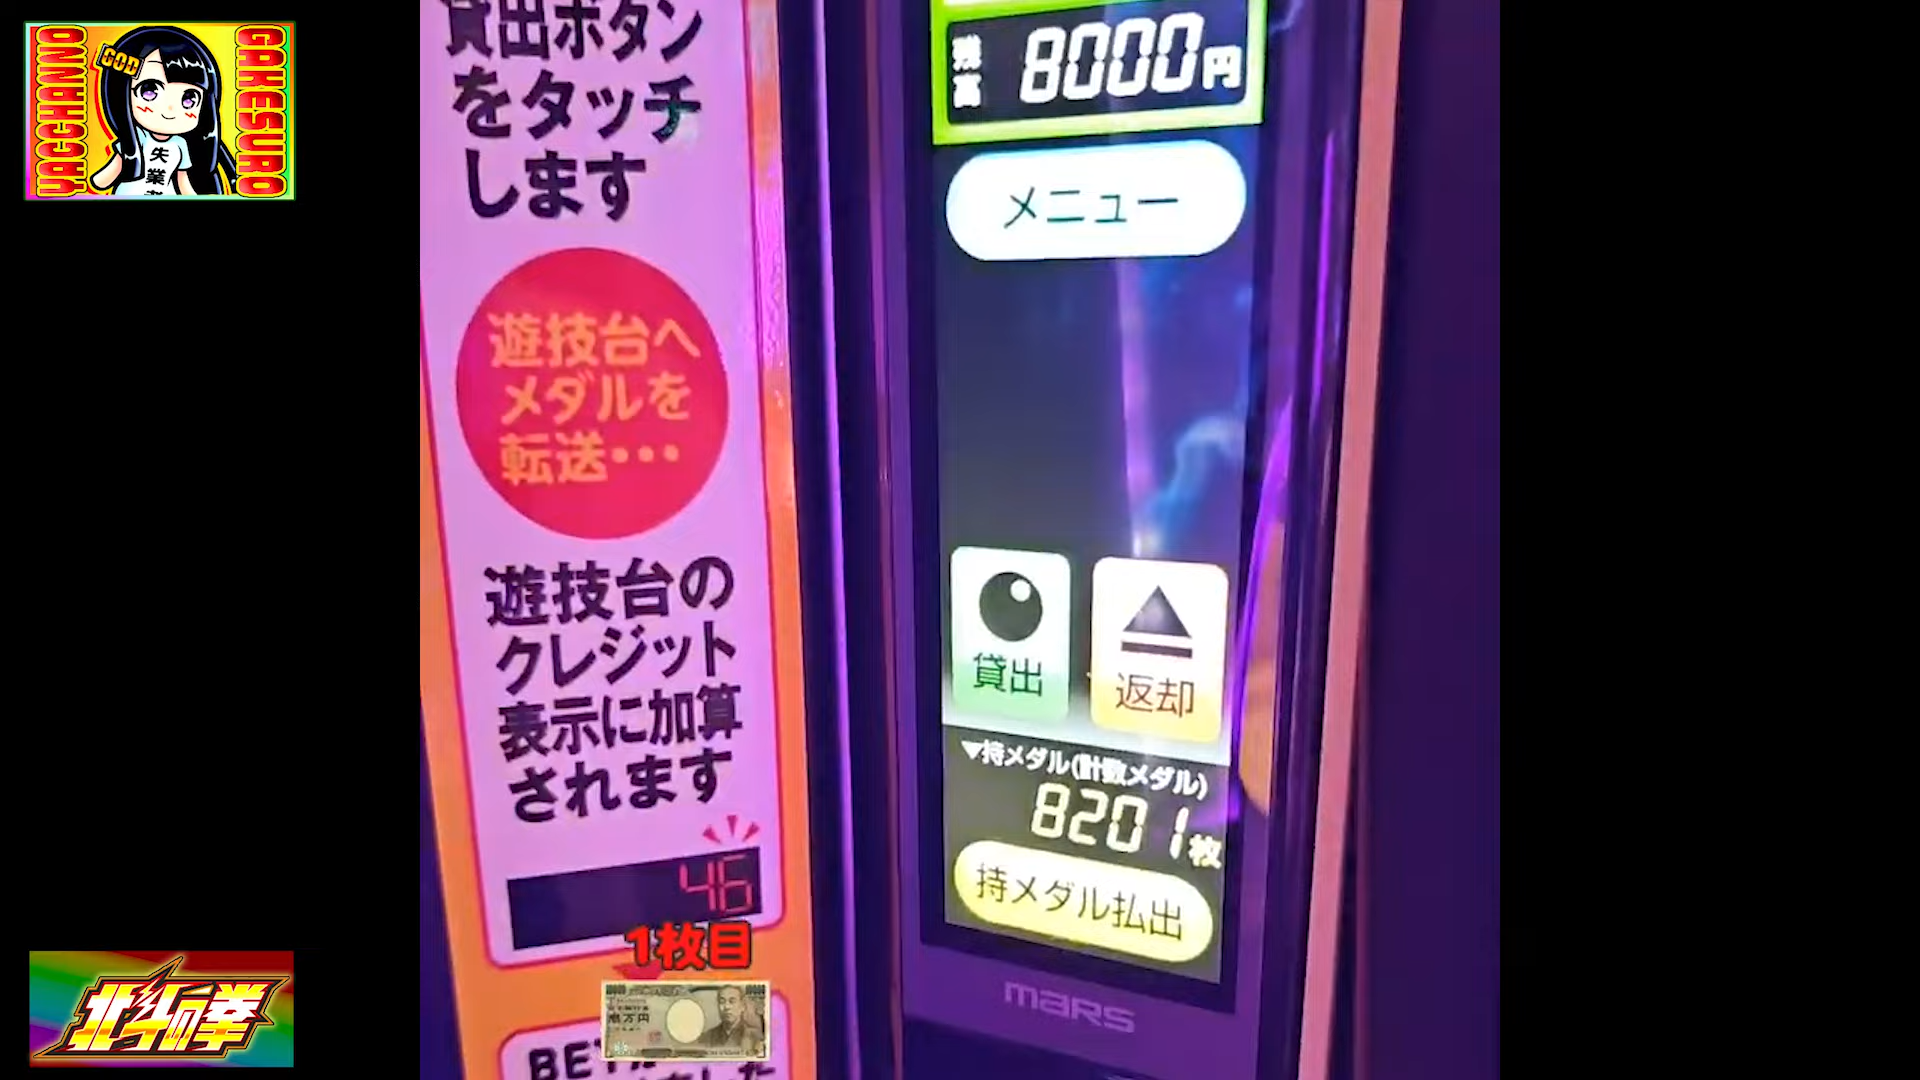 YACCHANNO
GOD
失
業
GAKESURO
貸出ボタン
をタッチ
します
遊技台へ
メダルを
転送・・・
遊技台の
クレジット
表示に加算
されます
46
1枚目
壱万円
北斗の拳
残高 8000円
メニュー
貸出
返却
▼持メダル(計数メダル)
8201枚
持メダル払出
mars